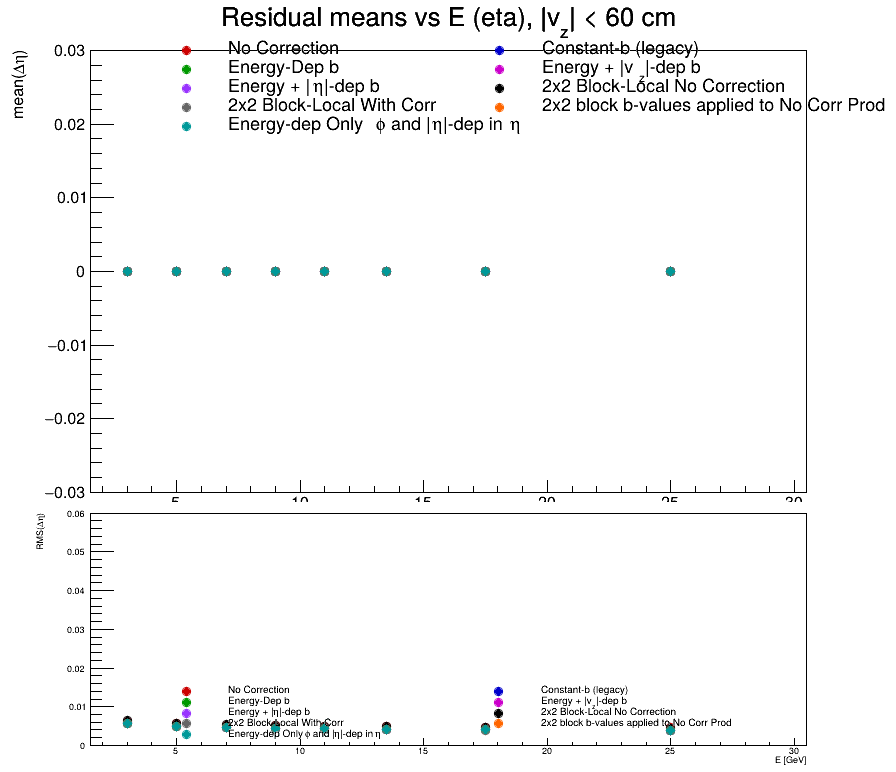 Residual means vs E (eta), |v_z| < 60 cm
mean(Δη)
0.03
0.02
0.01
0
−0.01
−0.02
−0.03
No Correction
Constant-b (legacy)
Energy-Dep b
Energy + |v_z|-dep b
Energy + |η|-dep b
2x2 Block-Local No Correction
2x2 Block-Local With Corr
2x2 block b-values applied to No Corr Prod
Energy-dep Only φ and |η|-dep in η
5 10 15 20 25 30
RMS(Δη)
0.06
0.05
0.04
0.03
0.02
0.01
0
No Correction
Constant-b (legacy)
Energy-Dep b
Energy + |v_z|-dep b
Energy + |η|-dep b
2x2 Block-Local No Correction
2x2 Block-Local With Corr
2x2 block b-values applied to No Corr Prod
Energy-dep Only φ and |η|-dep in η
5 10 15 20 25 30
E [GeV]